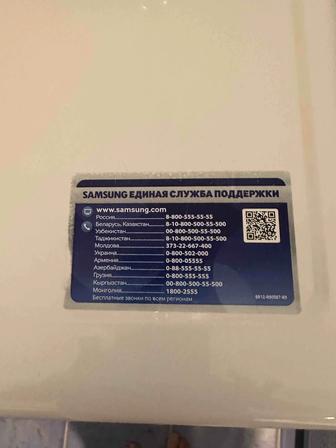 SAMSUNG ЕДИНАЯ СЛУЖБА ПОДДЕРЖКИ
www.samsung.com
Россия 8-800-555-55-55
Беларусь, Казахстан 8-10-800-500-55-500
Узбекистан 00-800-500-55-500
Таджикистан 8-10-800-500-55-500
Молдова 373-22-667-400
Украина 0-800-502-000
Армения 0-800-05555
Азербайджан 0-88-555-55-55
Грузия 0-800-555-555
Кыргызстан 00-800-500-55-500
Монголия 1800-2555
Бесплатные звонки по всем регионам